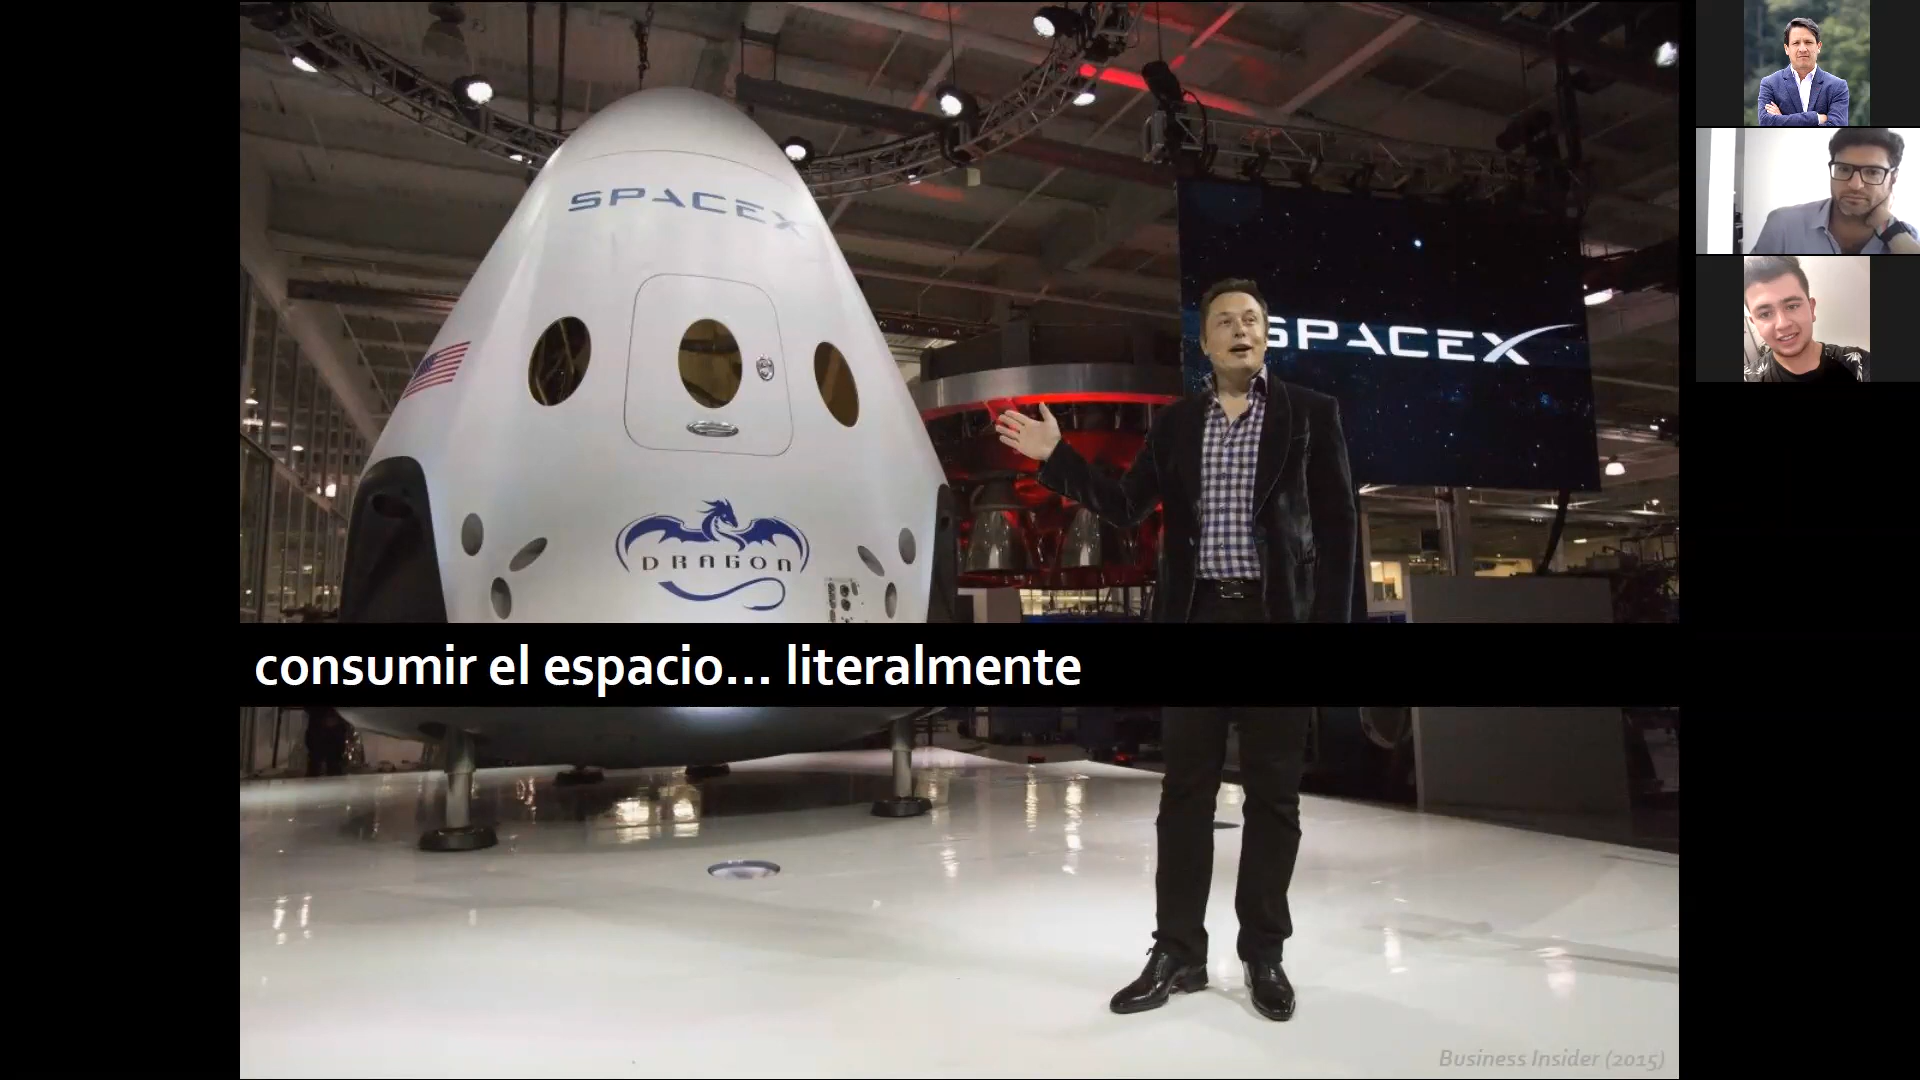 SPACEX
SPACEX
DRAGON
consumir el espacio... literalmente
Business Insider (2015)